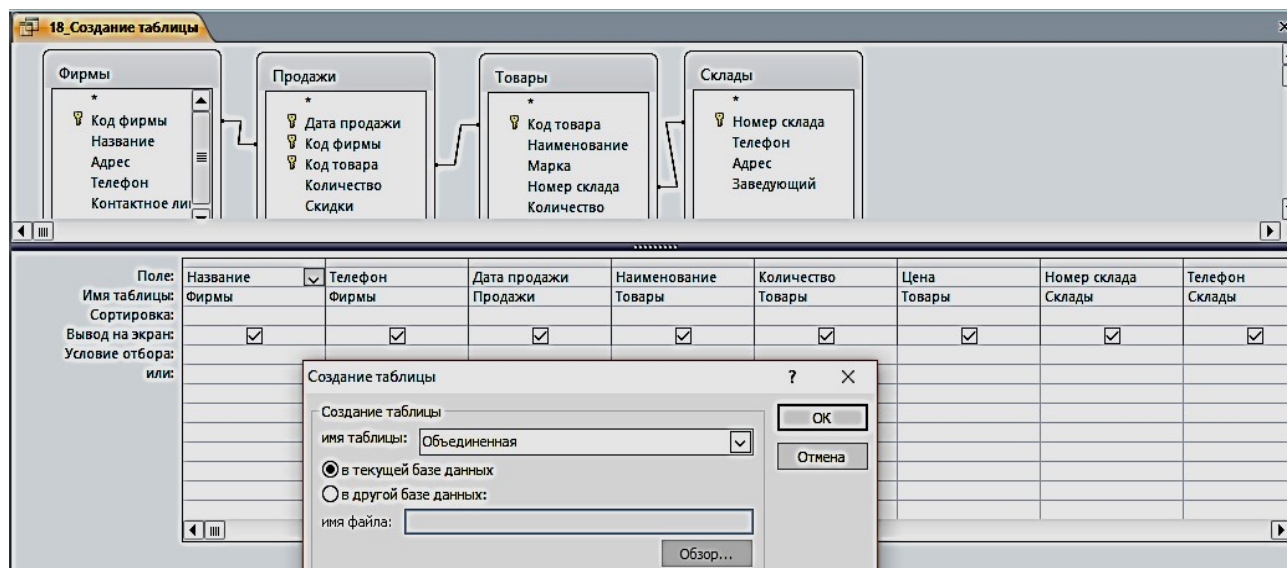 18_Создание таблицы
Фирмы
*
Код фирмы
Название
Адрес
Телефон
Контактное
Продажи
*
Дата продажи
Код фирмы
Код товара
Количество
Скидки
Товары
*
Код товара
Наименование
Марка
Номер склада
Количество
Склады
*
Номер склада
Телефон
Адрес
Заведующий
Поле: Название Телефон Дата продажи Наименование Количество Цена Номер склада Телефон
Имя таблицы: Фирмы Фирмы Продажи Товары Товары Товары Склады Склады
Сортировка:
Вывод на экран:
Условие отбора:
или:
Создание таблицы ?
Создание таблицы
имя таблицы: Объединенная
в текущей базе данных
в другой базе данных:
имя файла:
Обзор...
ОК
Отмена